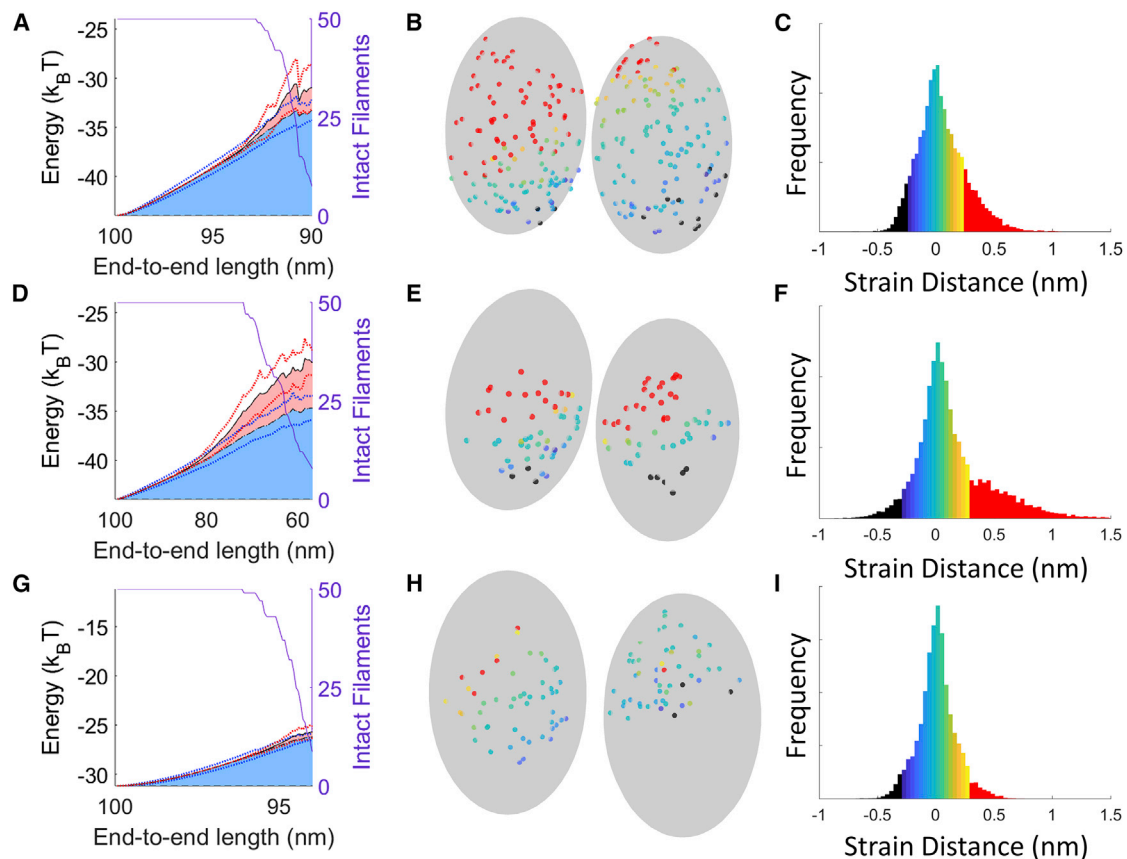 A
B
C
-25
-30
-35
-40
Energy (k_BT)
50
25
0
Intact Filaments
100
95
90
End-to-end length (nm)
Frequency
-1
-0.5
0
0.5
1
1.5
Strain Distance (nm)
D
E
F
-25
-30
-35
-40
Energy (k_BT)
50
25
0
Intact Filaments
100
80
60
End-to-end length (nm)
Frequency
-1
-0.5
0
0.5
1
1.5
Strain Distance (nm)
G
H
I
-15
-20
-25
-30
Energy (k_BT)
50
25
0
Intact Filaments
100
95
End-to-end length (nm)
Frequency
-1
-0.5
0
0.5
1
1.5
Strain Distance (nm)